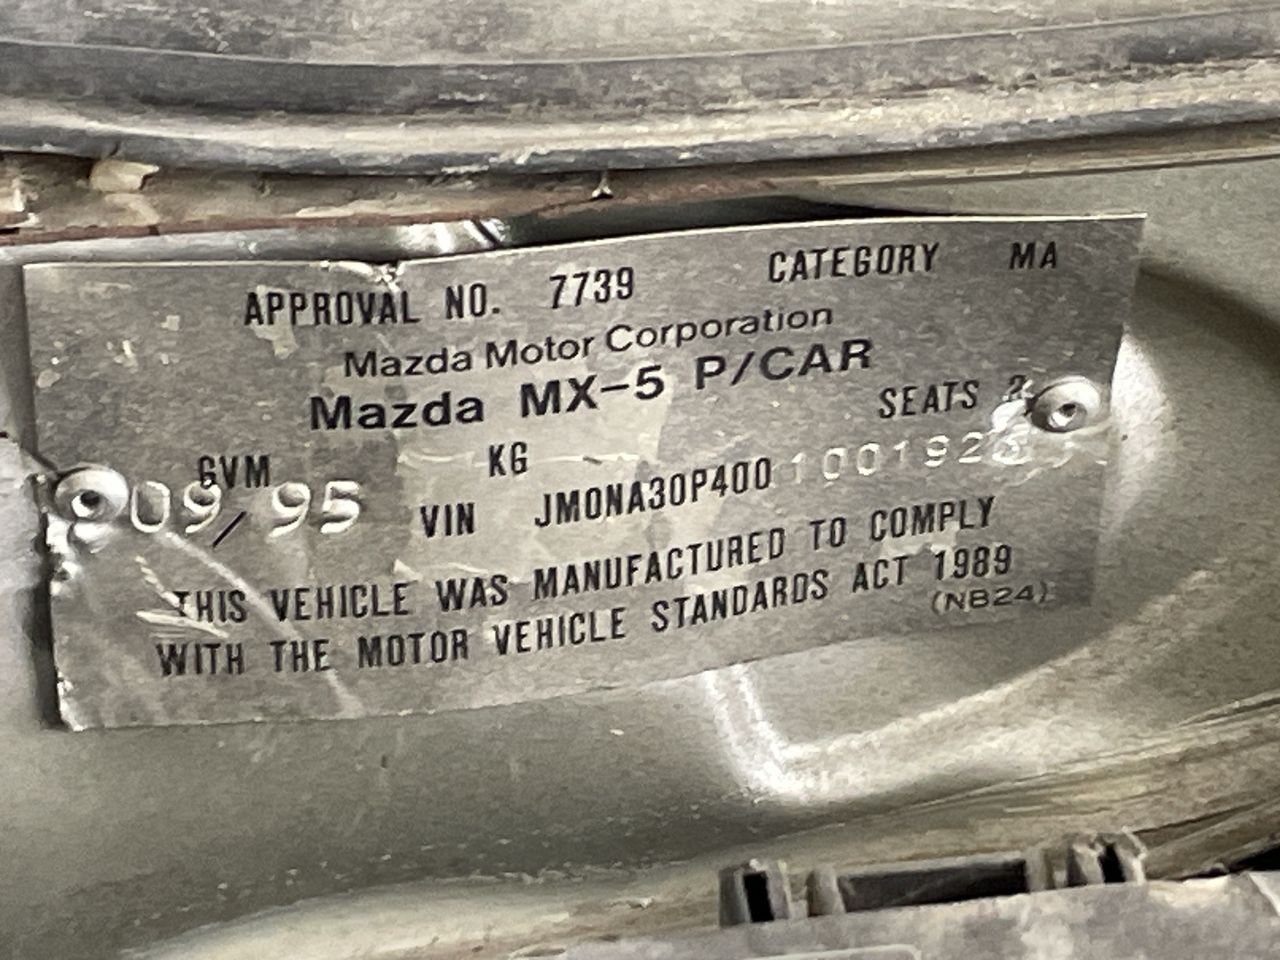 APPROVAL NO. 7739 CATEGORY MA
Mazda Motor Corporation
Mazda MX-5 P/CAR
SEATS 2
GVM KG
09/95 VIN JM0NA30P400
THIS VEHICLE WAS MANUFACTURED TO COMPLY
WITH THE MOTOR VEHICLE STANDARDS ACT 1989
(NB24)